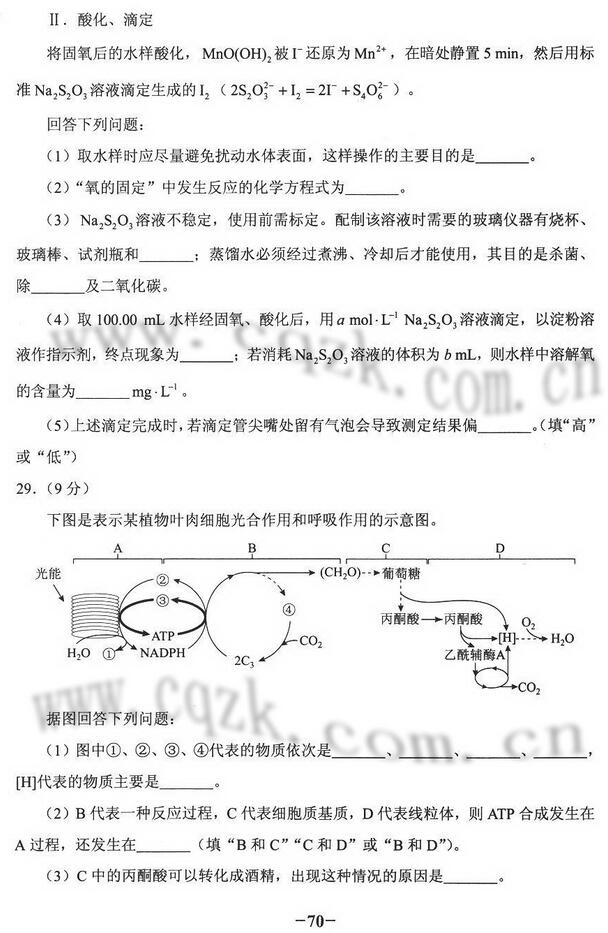 Ⅱ．酸化、滴定
将固氧后的水样酸化，MnO(OH)₂被I⁻还原为Mn²⁺，在暗处静置5 min，然后用标
准Na₂S₂O₃溶液滴定生成的I₂（2S₂O₃²⁻+I₂=2I⁻+S₄O₆²⁻）。
回答下列问题：
（1）取水样时应尽量避免扰动水体表面，这样操作的主要目的是_______。
（2）“氧的固定”中发生反应的化学方程式为_______。
（3）Na₂S₂O₃溶液不稳定，使用前需标定。配制该溶液时需要的玻璃仪器有烧杯、
玻璃棒、试剂瓶和_______；蒸馏水必须经过煮沸、冷却后才能使用，其目的是杀菌、
除_______及二氧化碳。
（4）取100.00 mL水样经固氧、酸化后，用a mol·L⁻¹ Na₂S₂O₃溶液滴定，以淀粉溶
液作指示剂，终点现象为_______；若消耗Na₂S₂O₃溶液的体积为b mL，则水样中溶解氧
的含量为_______mg·L⁻¹。
（5）上述滴定完成时，若滴定管尖嘴处留有气泡会导致测定结果偏_______。（填“高”
或“低”）
29．（9分）
下图是表示某植物叶肉细胞光合作用和呼吸作用的示意图。
A B C D
光能 ② (CH₂O) 葡萄糖
③ ④ 丙酮酸 丙酮酸 [H] O₂ H₂O
ATP CO₂
H₂O ① NADPH 2C₃ 乙酰辅酶A
CO₂
据图回答下列问题：
（1）图中①、②、③、④代表的物质依次是_______、_______、_______、_______，
[H]代表的物质主要是_______。
（2）B代表一种反应过程，C代表细胞质基质，D代表线粒体，则ATP合成发生在
A过程，还发生在_______（填“B和C”“C和D”或“B和D”）。
（3）C中的丙酮酸可以转化成酒精，出现这种情况的原因是_______。
－70－
www.cqzk.com.cn
www.cqzk.com.cn